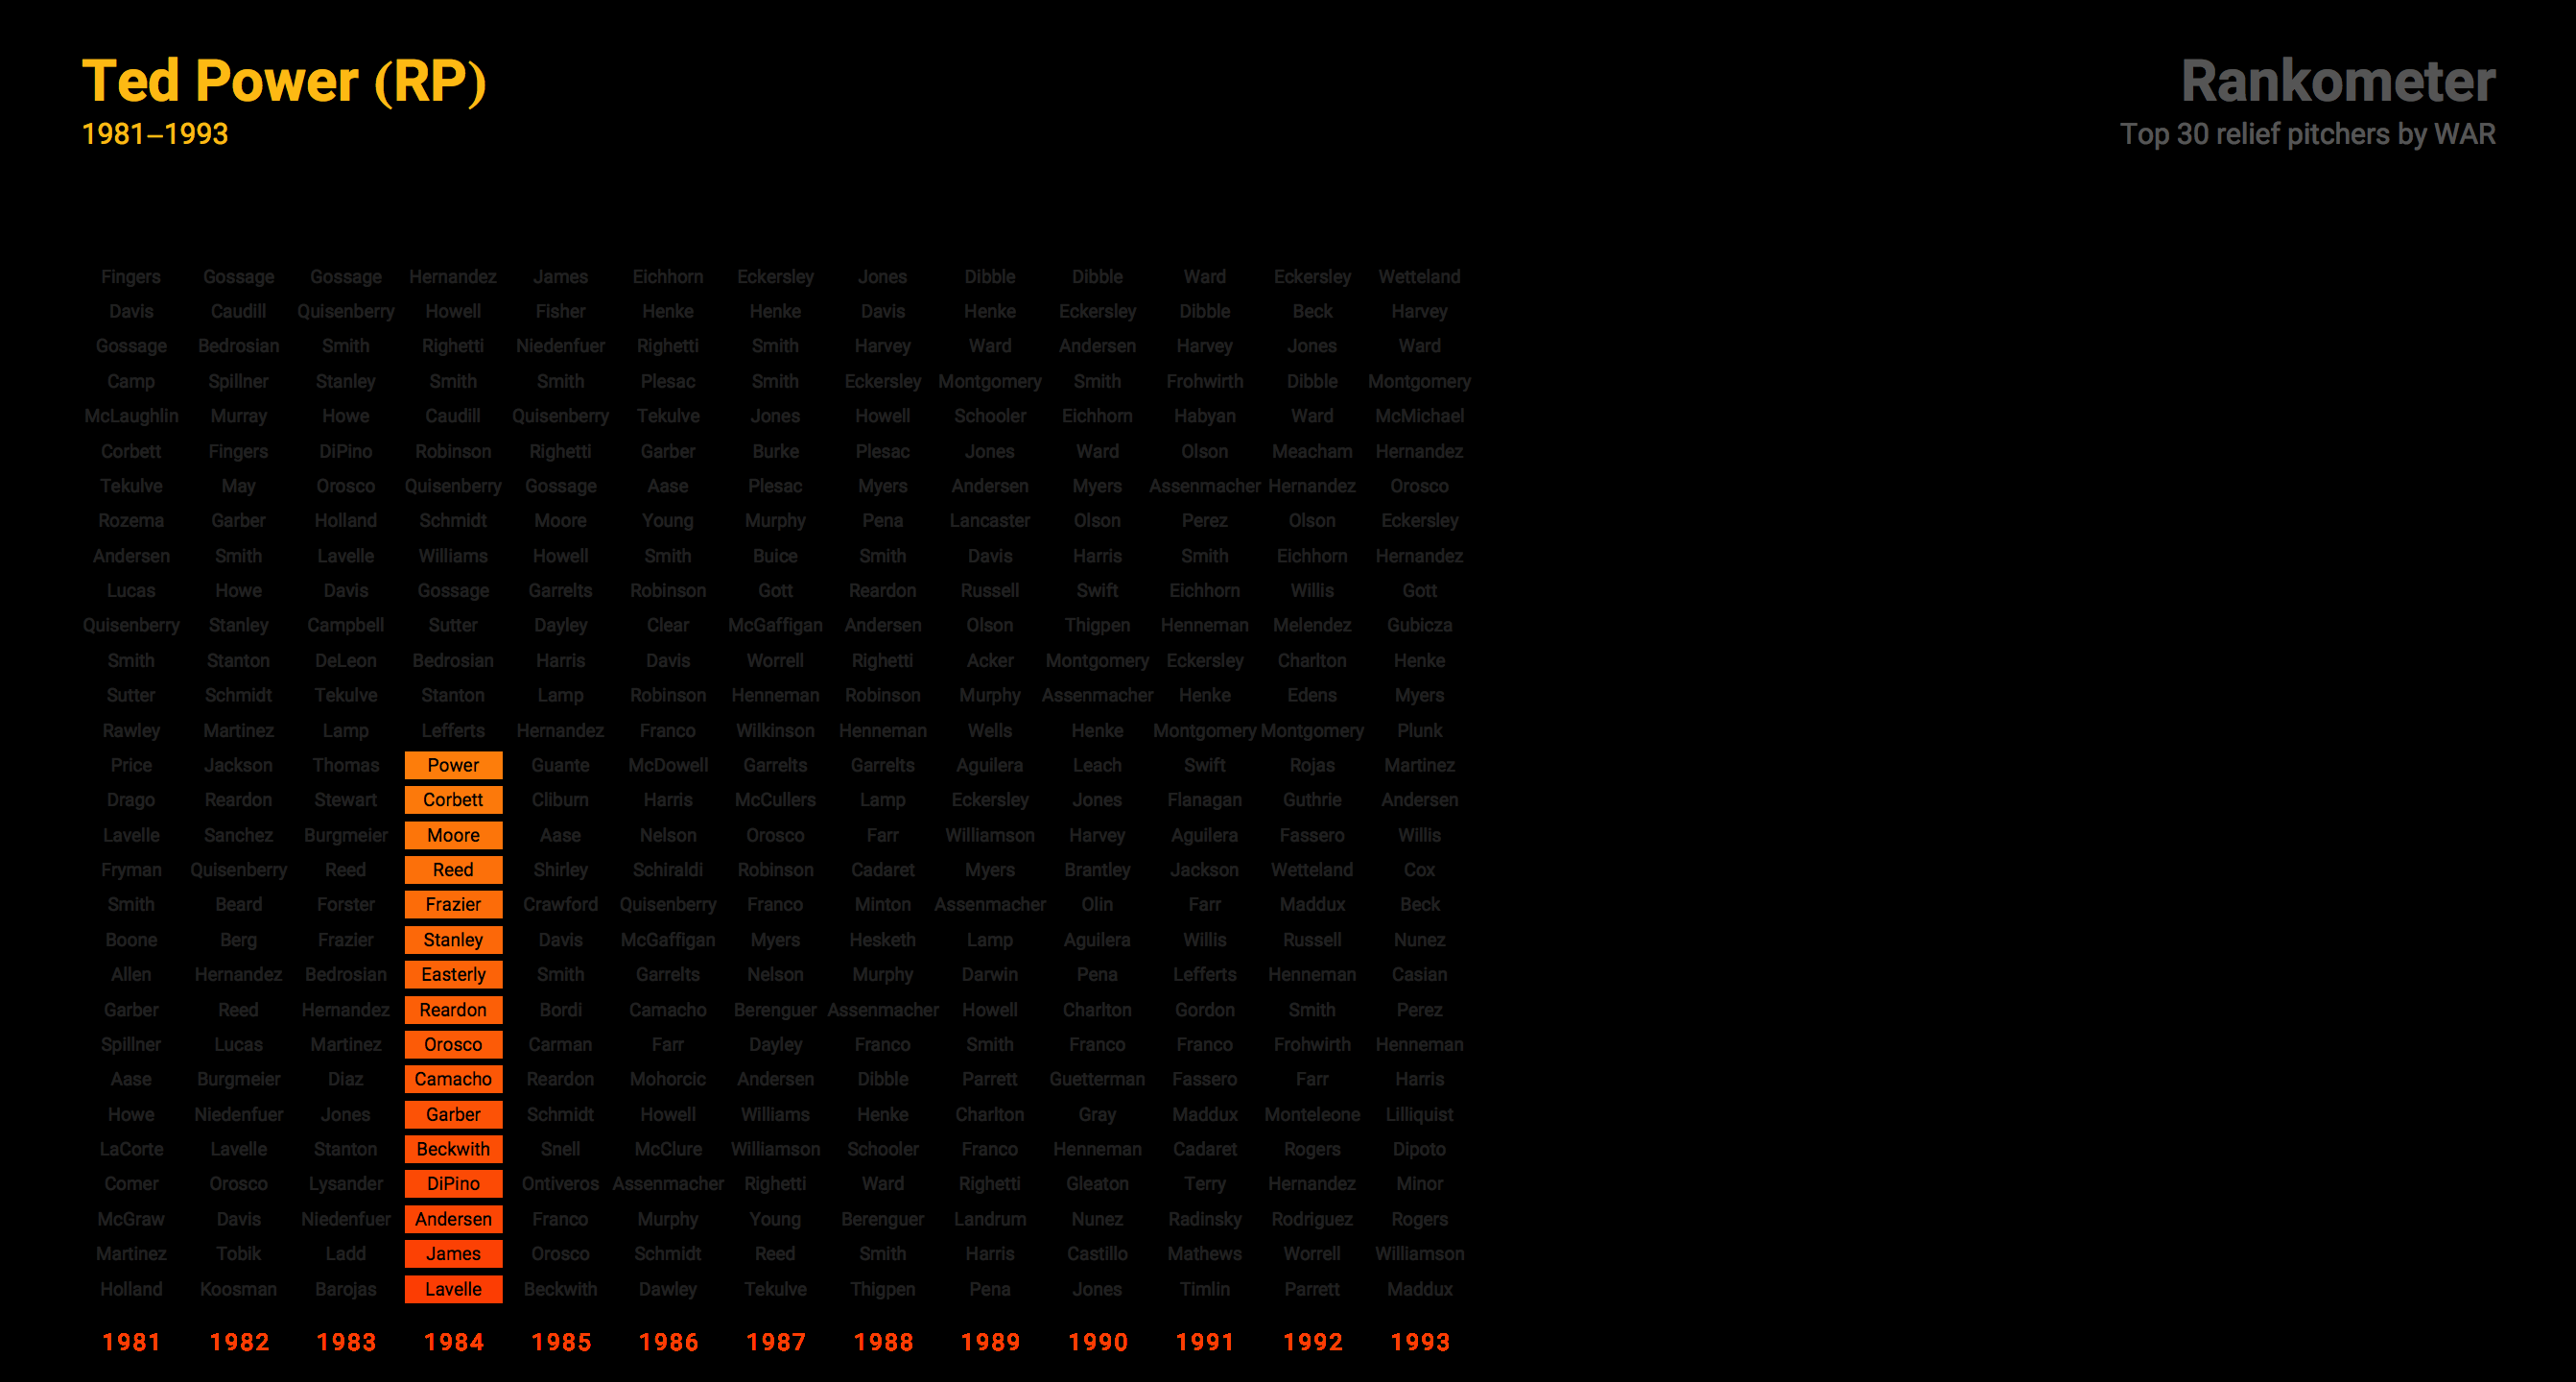 Ted Power (RP)
1981–1993
Rankometer
Top 30 relief pitchers by WAR
Fingers Gossage Gossage Hernandez James Eichhorn Eckersley Jones Dibble Dibble Ward Eckersley Wetteland
Davis Caudill Quisenberry Howell Fisher Henke Henke Davis Henke Eckersley Dibble Beck Harvey
Gossage Bedrosian Smith Righetti Niedenfuer Righetti Smith Harvey Ward Andersen Harvey Jones Ward
Camp Spillner Stanley Smith Smith Plesac Smith Eckersley Montgomery Smith Frohwirth Dibble Montgomery
McLaughlin Murray Howe Caudill Quisenberry Tekulve Jones Howell Schooler Eichhorn Habyan Ward McMichael
Corbett Fingers DiPino Robinson Righetti Garber Burke Plesac Jones Ward Olson Meacham Hernandez
Tekulve May Orosco Quisenberry Gossage Aase Plesac Myers Andersen Myers Assenmacher Hernandez Orosco
Rozema Garber Holland Schmidt Moore Young Murphy Pena Lancaster Olson Perez Olson Eckersley
Andersen Smith Lavelle Williams Howell Smith Buice Smith Davis Harris Smith Eichhorn Hernandez
Lucas Howe Davis Gossage Garrelts Robinson Gott Reardon Russell Swift Eichhorn Willis Gott
Quisenberry Stanley Campbell Sutter Dayley Clear McGaffigan Andersen Olson Thigpen Henneman Melendez Gubicza
Smith Stanton DeLeon Bedrosian Harris Davis Worrell Righetti Acker Montgomery Eckersley Charlton Henke
Sutter Schmidt Tekulve Stanton Lamp Robinson Henneman Robinson Murphy Assenmacher Henke Edens Myers
Rawley Martinez Lamp Lefferts Hernandez Franco Wilkinson Henneman Wells Henke Montgomery Montgomery Plunk
Price Jackson Thomas Power Guante McDowell Garrelts Garrelts Aguilera Leach Swift Rojas Martinez
Drago Reardon Stewart Corbett Cliburn Harris McCullers Lamp Eckersley Jones Flanagan Guthrie Andersen
Lavelle Sanchez Burgmeier Moore Aase Nelson Orosco Farr Williamson Harvey Aguilera Fassero Willis
Fryman Quisenberry Reed Reed Shirley Schiraldi Robinson Cadaret Myers Brantley Jackson Wetteland Cox
Smith Beard Forster Frazier Crawford Quisenberry Franco Minton Assenmacher Olin Farr Maddux Beck
Boone Berg Frazier Stanley Davis McGaffigan Myers Hesketh Lamp Aguilera Willis Russell Nunez
Allen Hernandez Bedrosian Easterly Smith Garrelts Nelson Murphy Darwin Pena Lefferts Henneman Casian
Garber Reed Hernandez Reardon Bordi Camacho Berenguer Assenmacher Howell Charlton Gordon Smith Perez
Spillner Lucas Martinez Orosco Carman Farr Dayley Franco Smith Franco Franco Frohwirth Henneman
Aase Burgmeier Diaz Camacho Reardon Mohorcic Andersen Dibble Parrett Guetterman Fassero Farr Harris
Howe Niedenfuer Jones Garber Schmidt Howell Williams Henke Charlton Gray Maddux Monteleone Lilliquist
LaCorte Lavelle Stanton Beckwith Snell McClure Williamson Schooler Franco Henneman Cadaret Rogers Dipoto
Comer Orosco Lysander DiPino Ontiveros Assenmacher Righetti Ward Righetti Gleaton Terry Hernandez Minor
McGraw Davis Niedenfuer Andersen Franco Murphy Young Berenguer Landrum Nunez Radinsky Rodriguez Rogers
Martinez Tobik Ladd James Orosco Schmidt Reed Smith Harris Castillo Mathews Worrell Williamson
Holland Koosman Barojas Lavelle Beckwith Dawley Tekulve Thigpen Pena Jones Timlin Parrett Maddux
1981 1982 1983 1984 1985 1986 1987 1988 1989 1990 1991 1992 1993